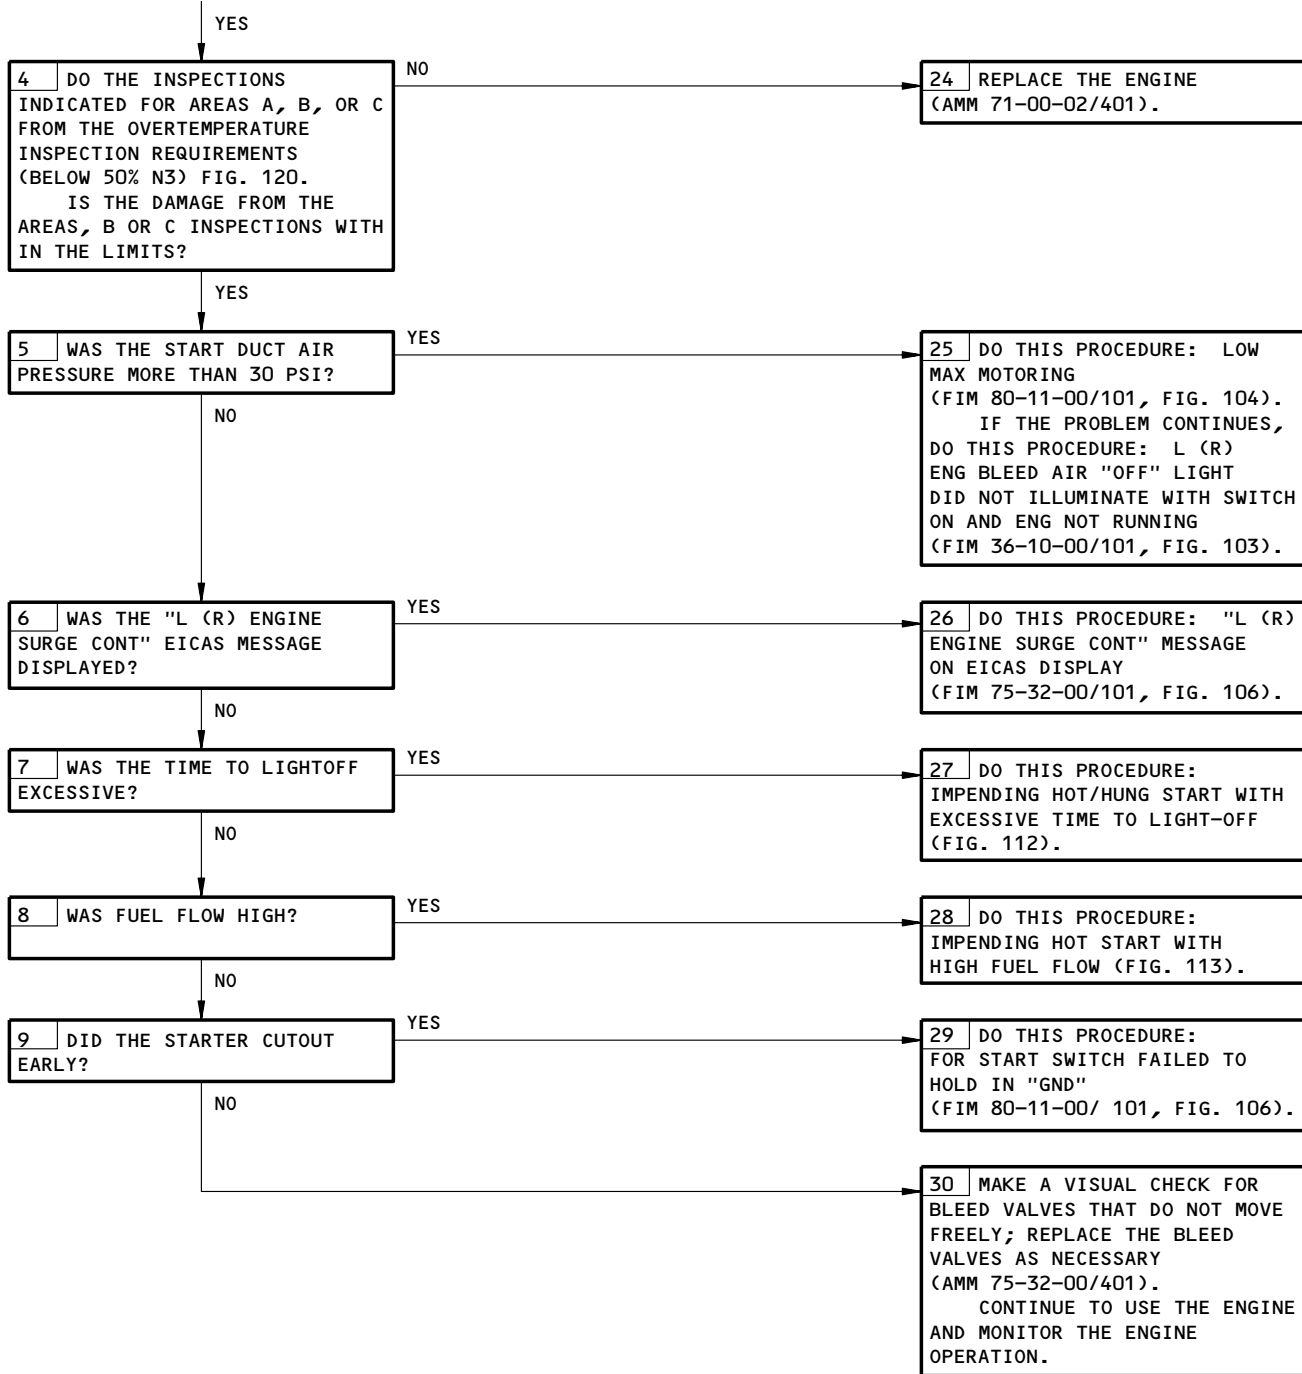 YES
4 DO THE INSPECTIONS
INDICATED FOR AREAS A, B, OR C
FROM THE OVERTEMPERATURE
INSPECTION REQUIREMENTS
(BELOW 50% N3) FIG. 120.
IS THE DAMAGE FROM THE
AREAS, B OR C INSPECTIONS WITH
IN THE LIMITS?
NO
24 REPLACE THE ENGINE
(AMM 71-00-02/401).
YES
5 WAS THE START DUCT AIR
PRESSURE MORE THAN 30 PSI?
YES
25 DO THIS PROCEDURE: LOW
MAX MOTORING
(FIM 80-11-00/101, FIG. 104).
IF THE PROBLEM CONTINUES,
DO THIS PROCEDURE: L (R)
ENG BLEED AIR "OFF" LIGHT
DID NOT ILLUMINATE WITH SWITCH
ON AND ENG NOT RUNNING
(FIM 36-10-00/101, FIG. 103).
NO
6 WAS THE "L (R) ENGINE
SURGE CONT" EICAS MESSAGE
DISPLAYED?
YES
26 DO THIS PROCEDURE: "L (R)
ENGINE SURGE CONT" MESSAGE
ON EICAS DISPLAY
(FIM 75-32-00/101, FIG. 106).
NO
7 WAS THE TIME TO LIGHTOFF
EXCESSIVE?
YES
27 DO THIS PROCEDURE:
IMPENDING HOT/HUNG START WITH
EXCESSIVE TIME TO LIGHT-OFF
(FIG. 112).
NO
8 WAS FUEL FLOW HIGH?
YES
28 DO THIS PROCEDURE:
IMPENDING HOT START WITH
HIGH FUEL FLOW (FIG. 113).
NO
9 DID THE STARTER CUTOUT
EARLY?
YES
29 DO THIS PROCEDURE:
FOR START SWITCH FAILED TO
HOLD IN "GND"
(FIM 80-11-00/ 101, FIG. 106).
NO
30 MAKE A VISUAL CHECK FOR
BLEED VALVES THAT DO NOT MOVE
FREELY; REPLACE THE BLEED
VALVES AS NECESSARY
(AMM 75-32-00/401).
CONTINUE TO USE THE ENGINE
AND MONITOR THE ENGINE
OPERATION.